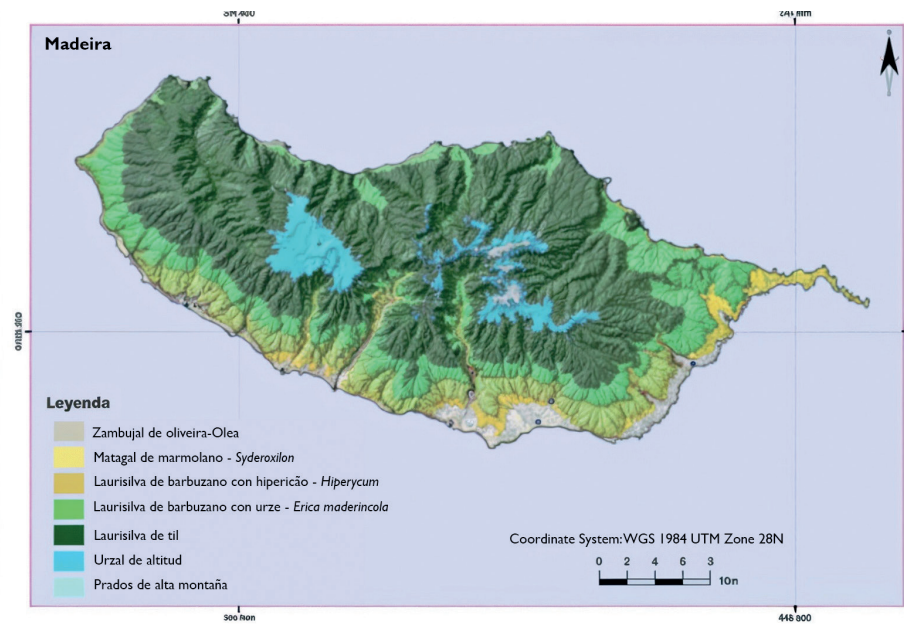 Madeira
Leyenda
Zambujal de oliveira-Olea
Matagal de marmolano - Syderoxilon
Laurisilva de barbuzano con hipericão - Hiperycum
Laurisilva de barbuzano con urze - Erica maderincola
Laurisilva de til
Urzal de altitud
Prados de alta montaña
Coordinate System: WGS 1984 UTM Zone 28N
0 2 4 6 3
10n
448 800